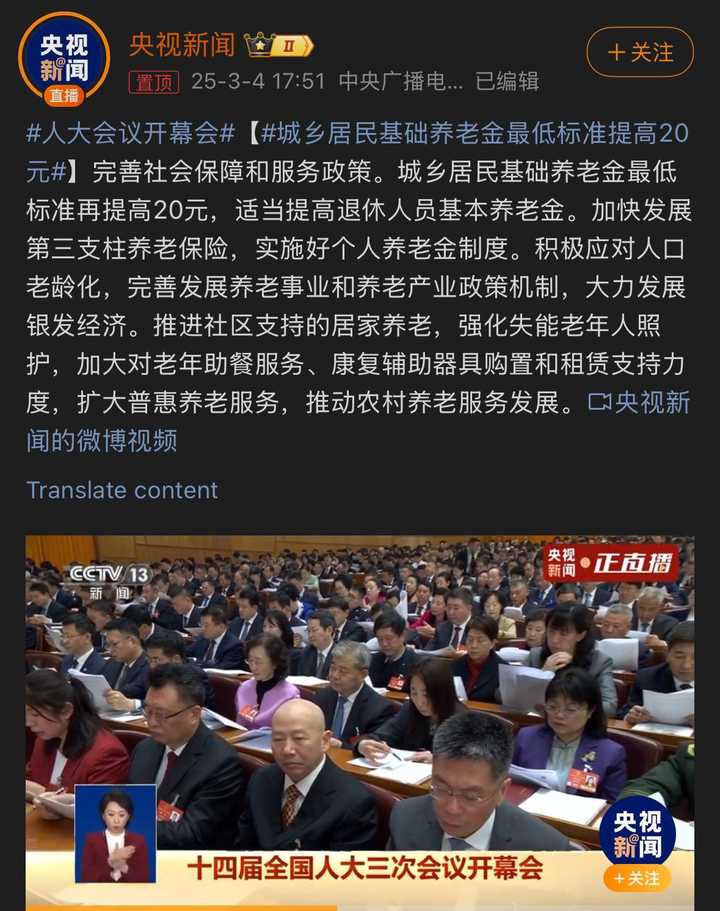 央视
新闻
直播
央视新闻 II
＋关注
置顶 25-3-4 17:51 中央广播电... 已编辑
#人大会议开幕会#【#城乡居民基础养老金最低标准提高20
元#】完善社会保障和服务政策。城乡居民基础养老金最低
标准再提高20元，适当提高退休人员基本养老金。加快发展
第三支柱养老保险，实施好个人养老金制度。积极应对人口
老龄化，完善发展养老事业和养老产业政策机制，大力发展
银发经济。推进社区支持的居家养老，强化失能老年人照
护，加大对老年助餐服务、康复辅助器具购置和租赁支持力
度，扩大普惠养老服务，推动农村养老服务发展。央视新
闻的微博视频
Translate content
CCTV 13
新闻
央视
新闻
正直播
十四届全国人大三次会议开幕会
央视
新闻
＋关注